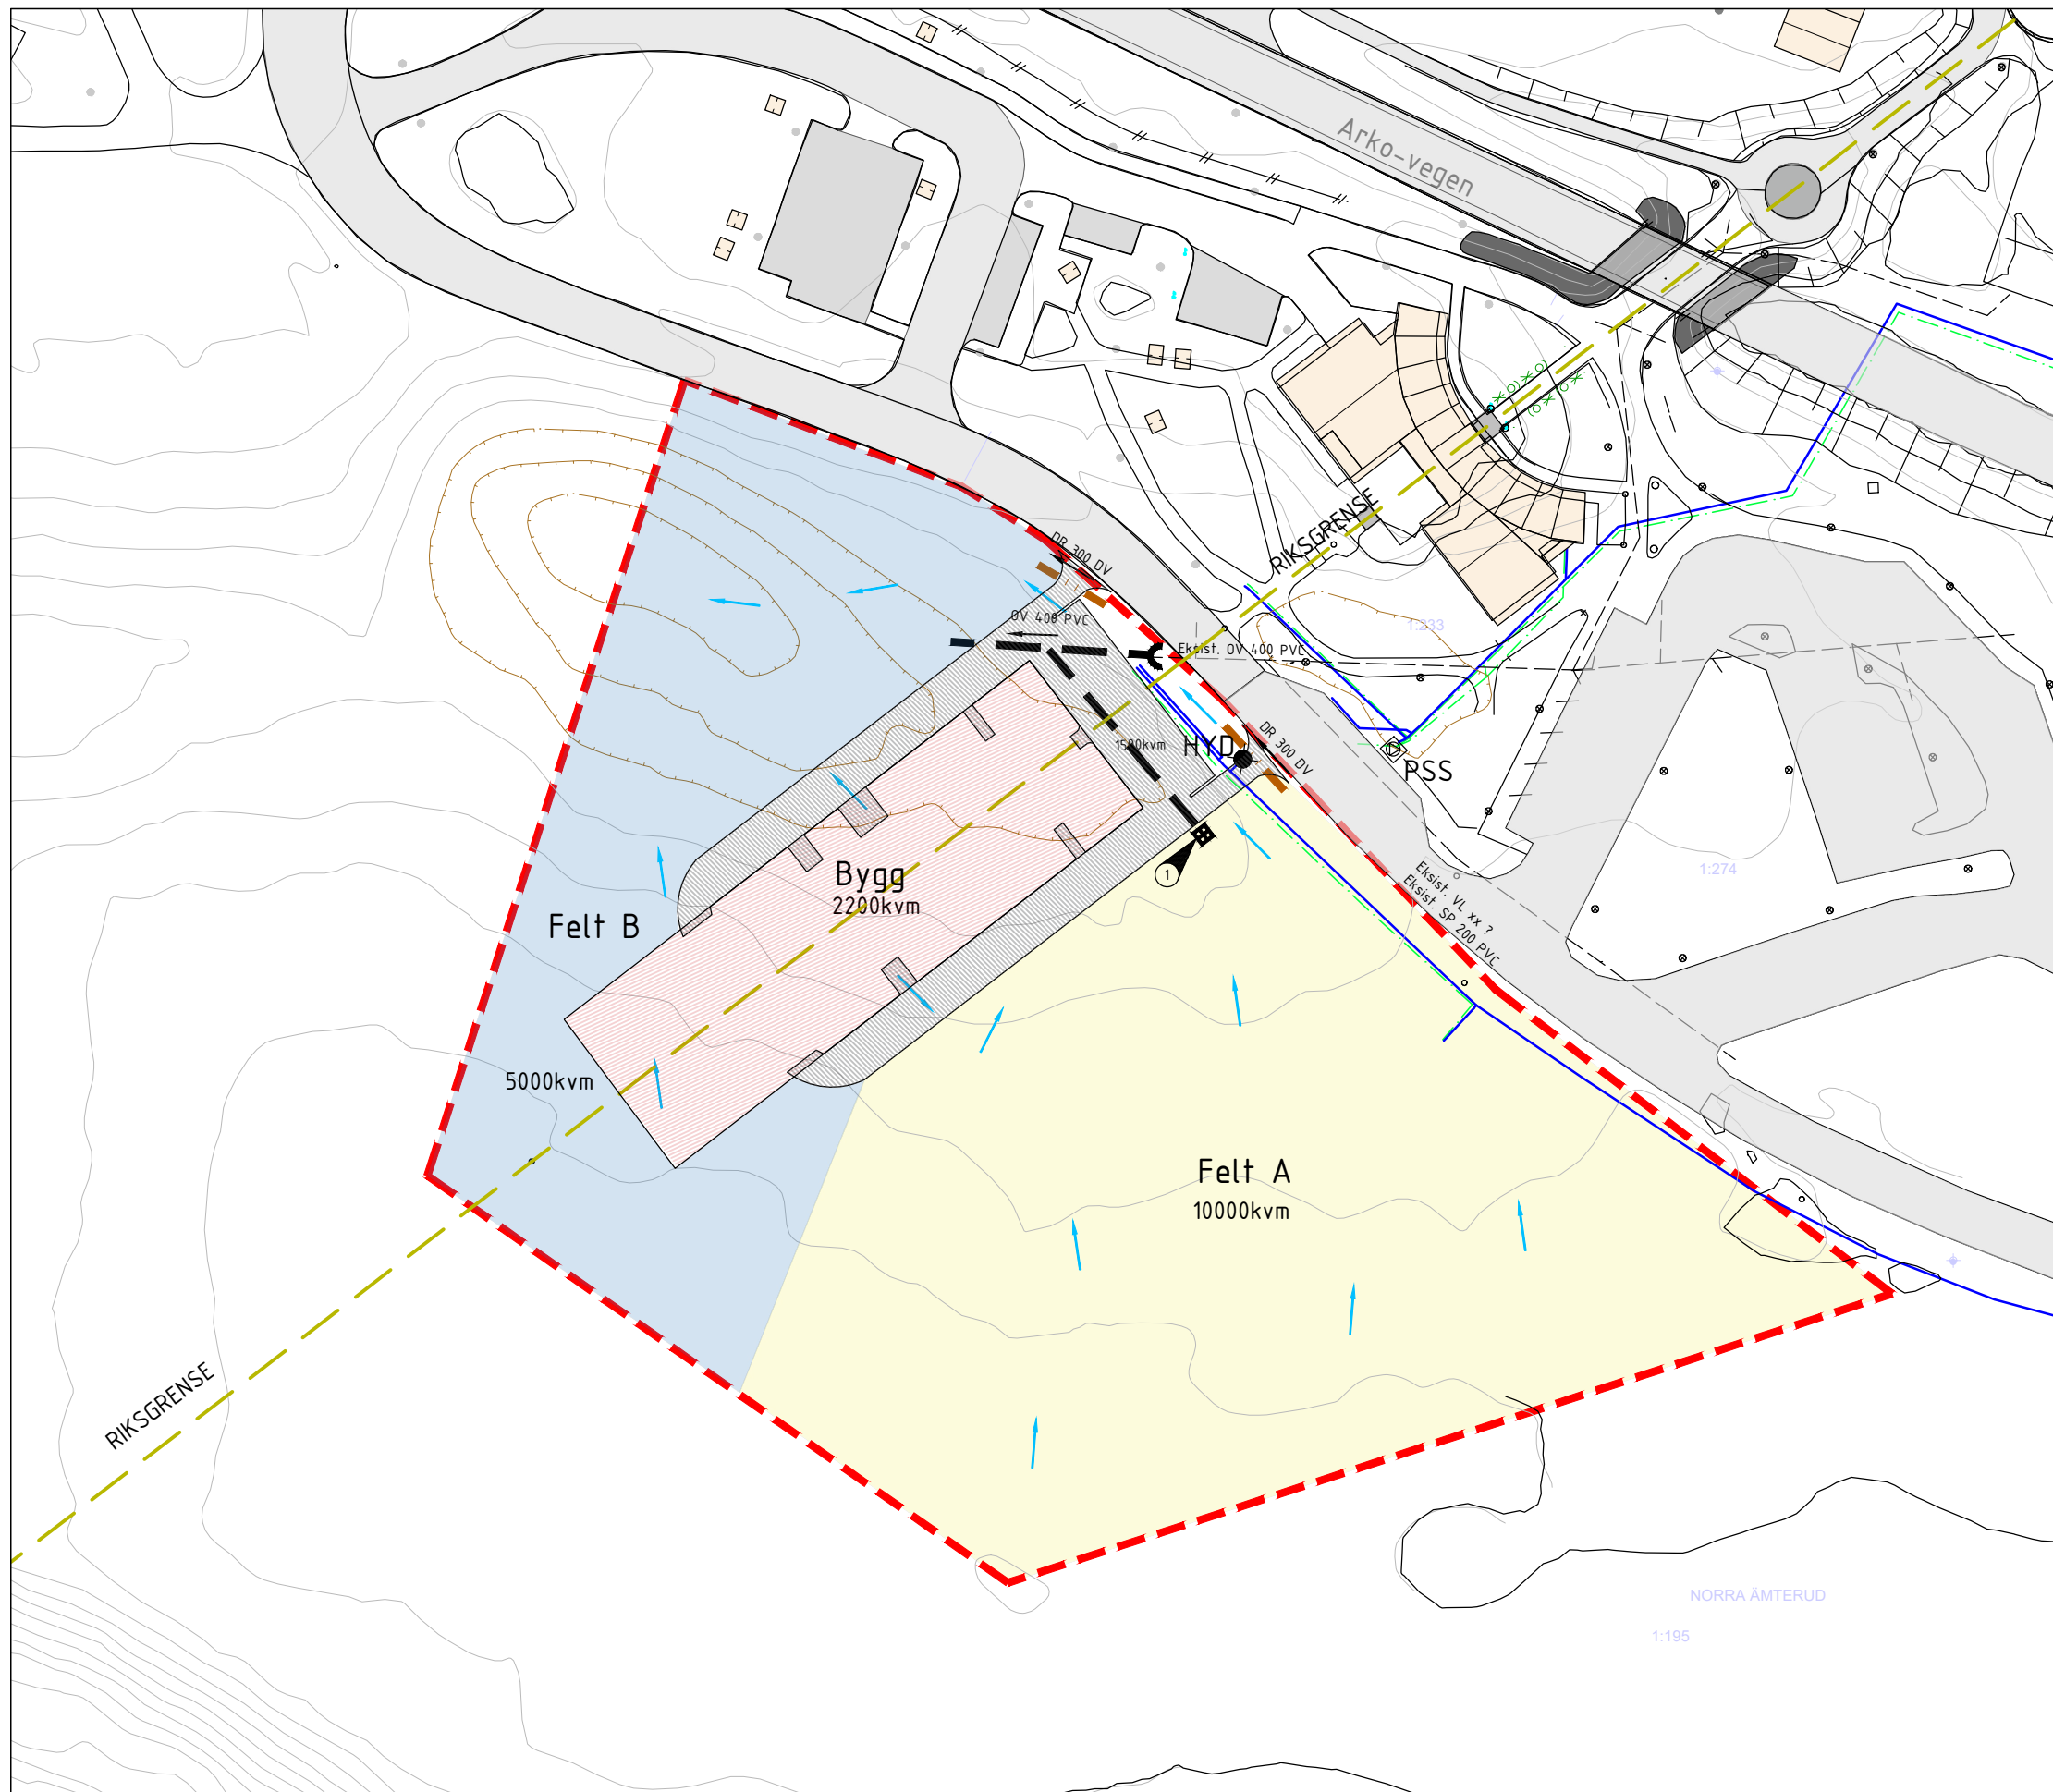 Arko-vegen
RIKSGRENSE
DR 300 DV
OV 400 PVC
Eksist. OV 400 PVC
1:233
1500kvm
HYD
DR 300 DV
PSS
1
Bygg
2200kvm
Felt B
Eksist. VL xx ?
Eksist. SP 200 PVC
1:274
5000kvm
Felt A
10000kvm
RIKSGRENSE
NORRA ÄMTERUD
1:195